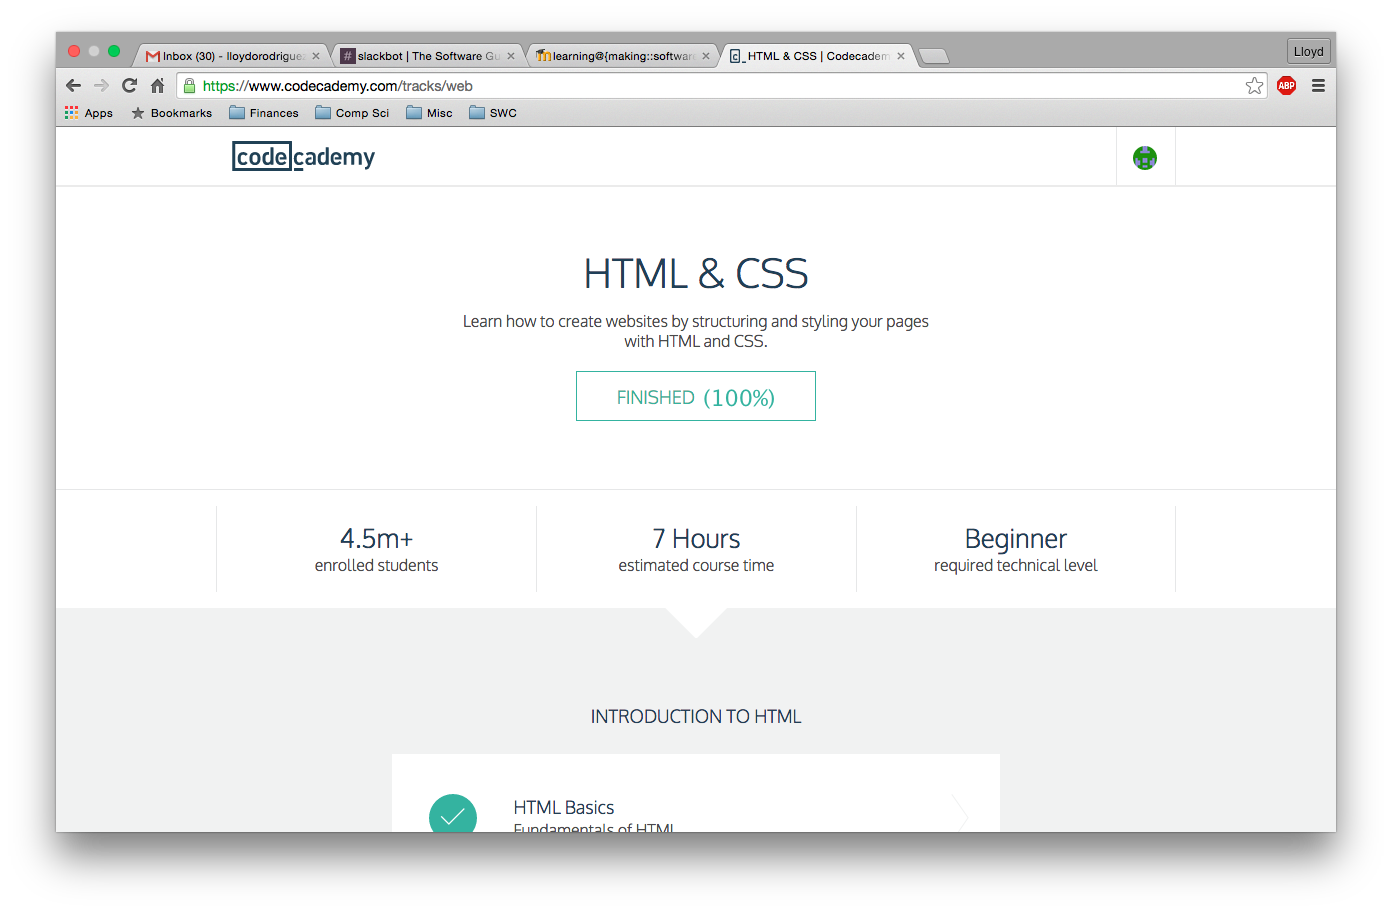 Inbox (30) - lloydorodriguez
slackbot | The Software Gu
learning@{making::software
HTML & CSS | Codecadem
Lloyd
https://www.codecademy.com/tracks/web
ABP
Apps
Bookmarks
Finances
Comp Sci
Misc
SWC
codecademy
HTML & CSS
Learn how to create websites by structuring and styling your pages
with HTML and CSS.
FINISHED (100%)
4.5m+
enrolled students
7 Hours
estimated course time
Beginner
required technical level
INTRODUCTION TO HTML
HTML Basics
Fundamentals of HTML